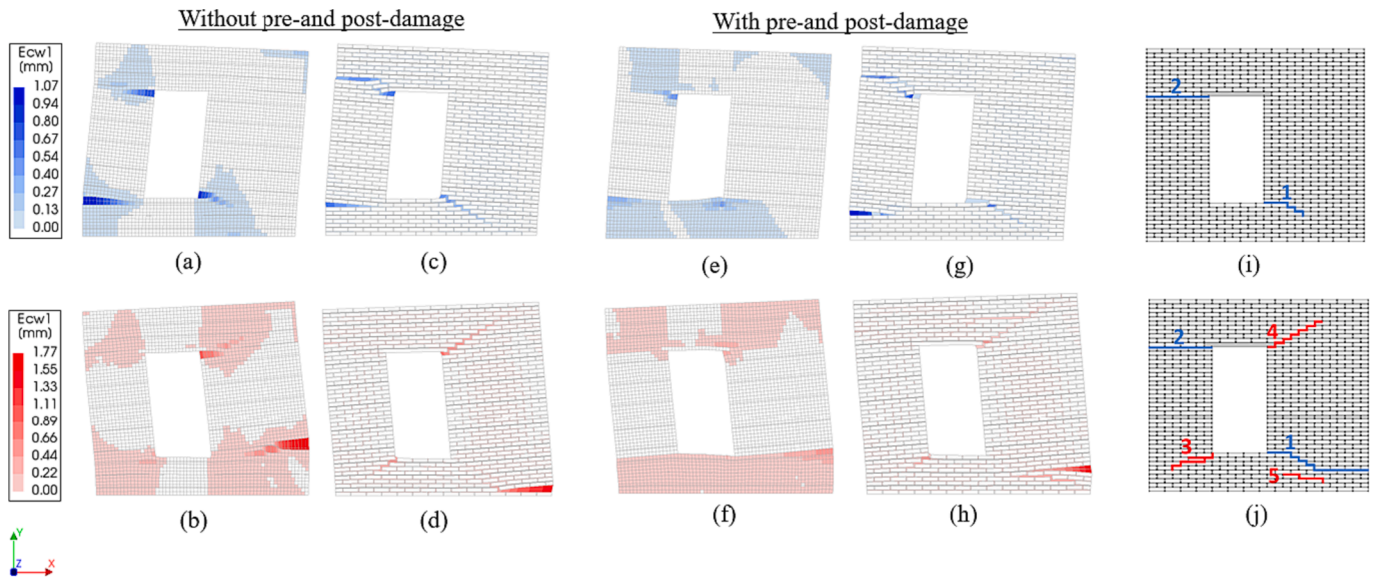 Without pre-and post-damage
With pre-and post-damage
Ecw1
(mm)
1.07
0.94
0.80
0.67
0.54
0.40
0.27
0.13
0.00
2
1
(a)
(c)
(e)
(g)
(i)
Ecw1
(mm)
1.77
1.55
1.33
1.11
0.89
0.66
0.44
0.22
0.00
2
4
3
1
5
(b)
(d)
(f)
(h)
(j)
Y
Z
X